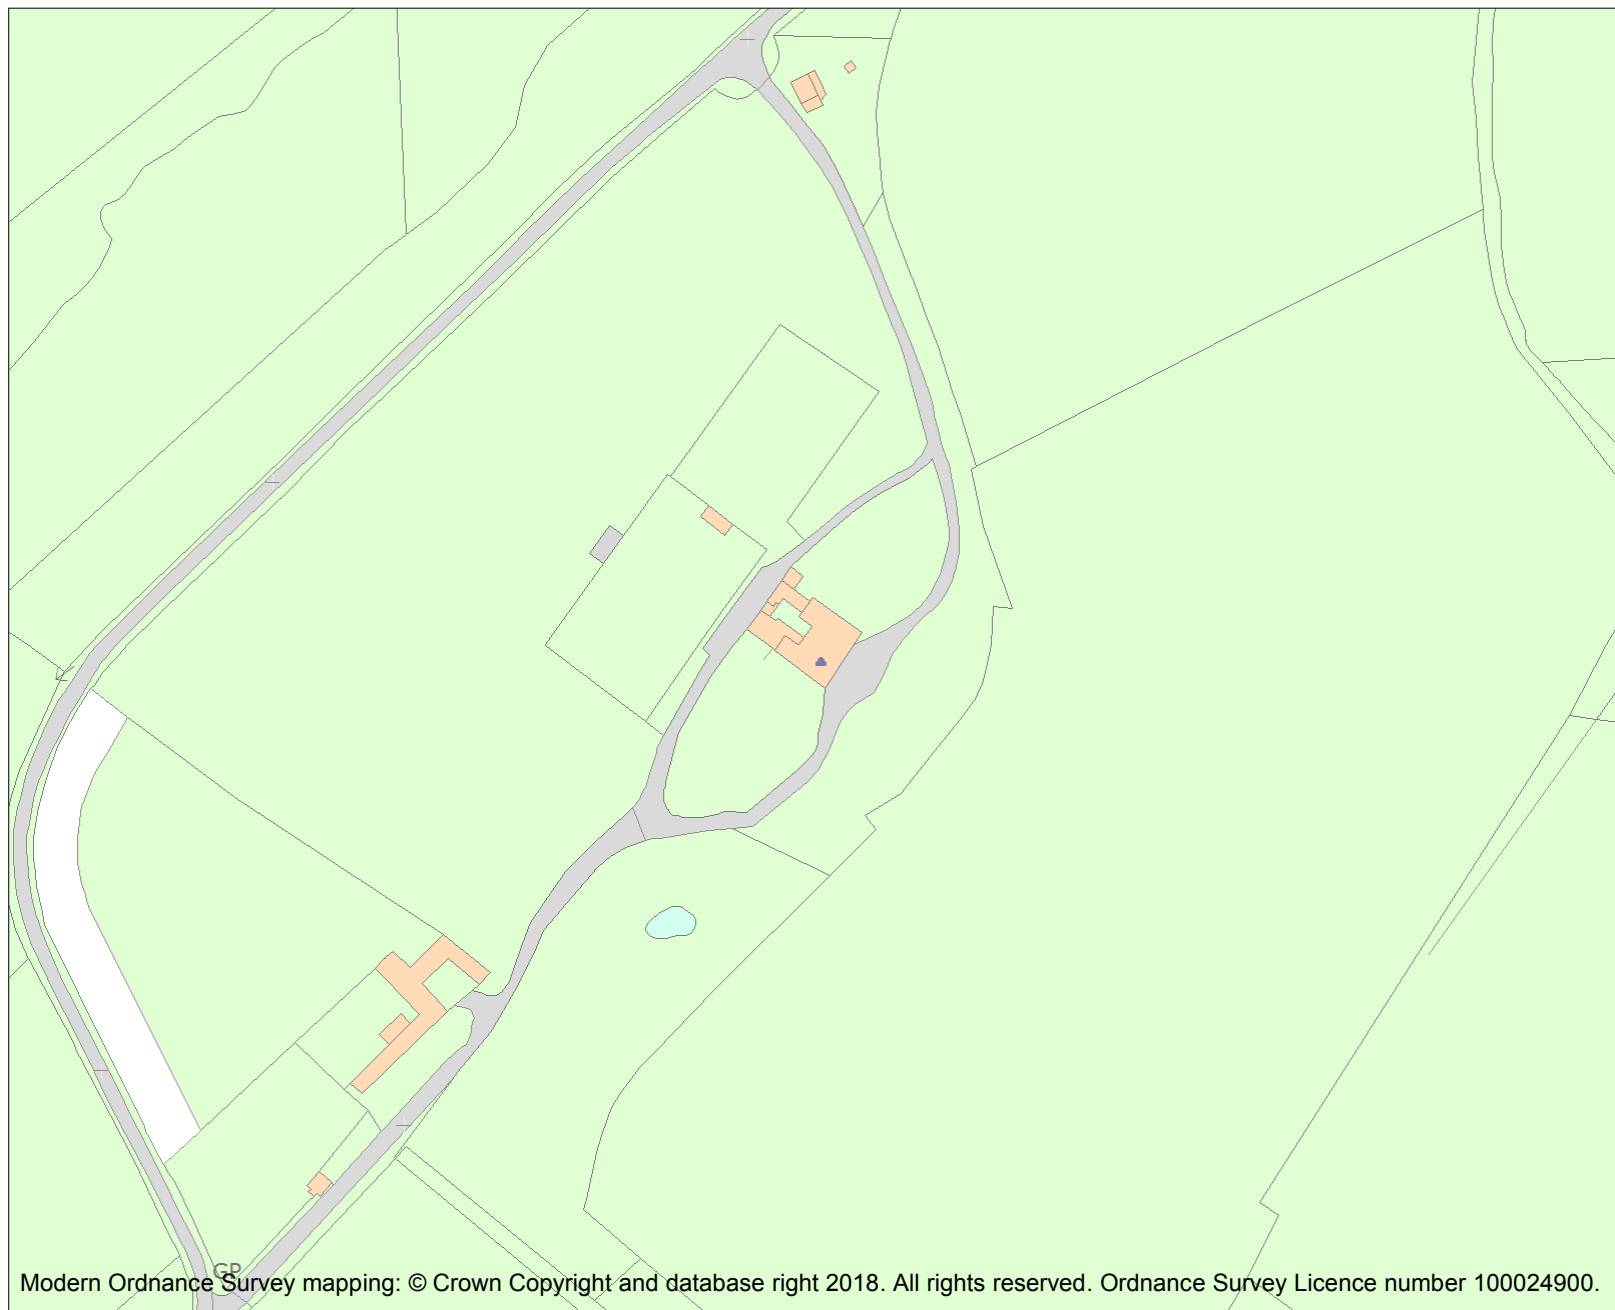 GP
Modern Ordnance Survey mapping: © Crown Copyright and database right 2018. All rights reserved. Ordnance Survey Licence number 100024900.